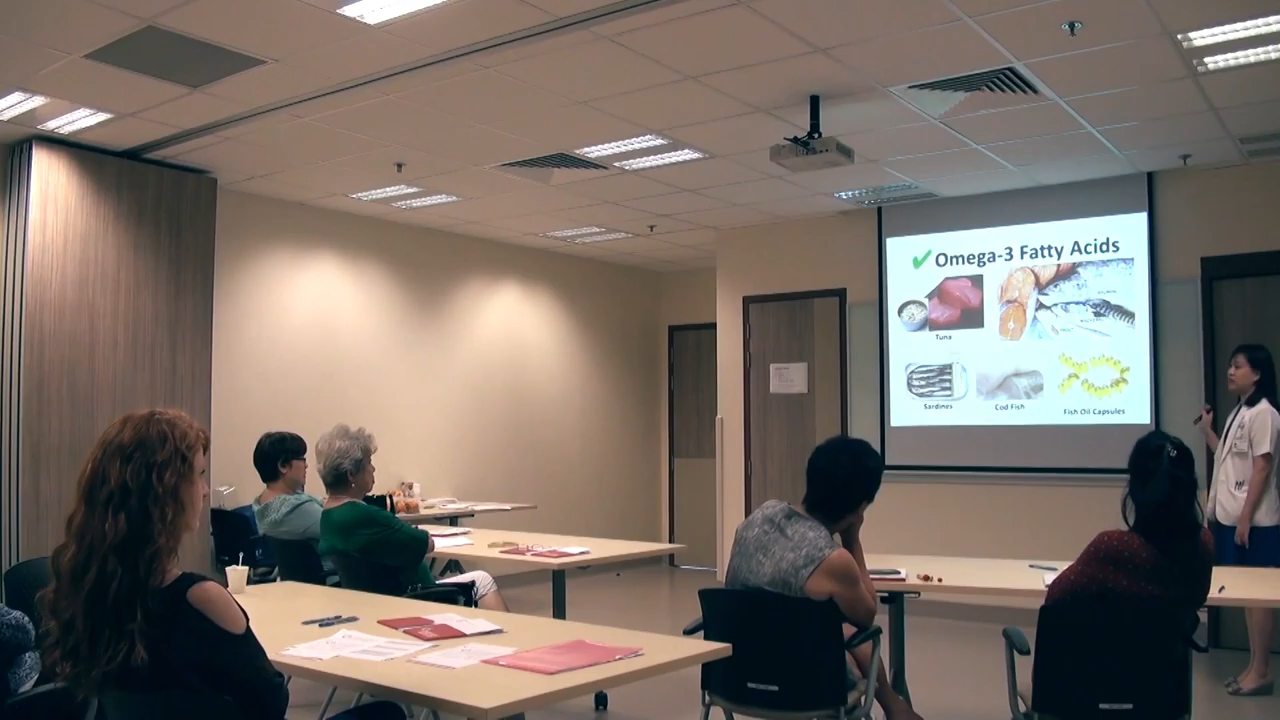 Omega-3 Fatty Acids
Tuna
Sardines
Cod Fish
Fish Oil Capsules